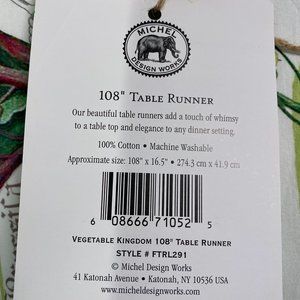 MICHEL
DESIGN WORKS
108" TABLE RUNNER
Our beautiful table runners add a touch of whimsy
to a table top and elegance to any dinner setting.
100% Cotton • Machine Washable
Approximate size: 108" x 16.5" • 274.3 cm x 41.9 cm
6 08666 71052 5
VEGETABLE KINGDOM 108" TABLE RUNNER
STYLE # FTRL291
© Michel Design Works
41 Katonah Avenue • Katonah, NY 10536 USA
www.micheldesignworks.com